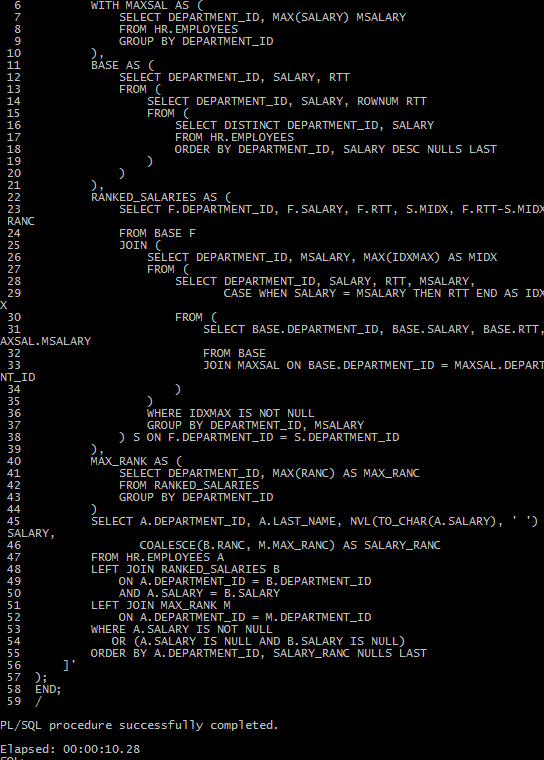 6          WITH MAXSAL AS (
7              SELECT DEPARTMENT_ID, MAX(SALARY) MSALARY
8              FROM HR.EMPLOYEES
9              GROUP BY DEPARTMENT_ID
10          ),
11          BASE AS (
12              SELECT DEPARTMENT_ID, SALARY, RTT
13              FROM (
14                  SELECT DEPARTMENT_ID, SALARY, ROWNUM RTT
15                  FROM (
16                      SELECT DISTINCT DEPARTMENT_ID, SALARY
17                      FROM HR.EMPLOYEES
18                      ORDER BY DEPARTMENT_ID, SALARY DESC NULLS LAST
19                  )
20              )
21          ),
22          RANKED_SALARIES AS (
23              SELECT F.DEPARTMENT_ID, F.SALARY, F.RTT, S.MIDX, F.RTT-S.MIDX
RANC
24              FROM BASE F
25              JOIN (
26                  SELECT DEPARTMENT_ID, MSALARY, MAX(IDXMAX) AS MIDX
27                  FROM (
28                      SELECT DEPARTMENT_ID, SALARY, RTT, MSALARY,
29                             CASE WHEN SALARY = MSALARY THEN RTT END AS IDX
X
30                      FROM (
31                          SELECT BASE.DEPARTMENT_ID, BASE.SALARY, BASE.RTT,
AXSAL.MSALARY
32                          FROM BASE
33                          JOIN MAXSAL ON BASE.DEPARTMENT_ID = MAXSAL.DEPART
NT_ID
34                      )
35                  )
36                  WHERE IDXMAX IS NOT NULL
37                  GROUP BY DEPARTMENT_ID, MSALARY
38              ) S ON F.DEPARTMENT_ID = S.DEPARTMENT_ID
39          ),
40          MAX_RANK AS (
41              SELECT DEPARTMENT_ID, MAX(RANC) AS MAX_RANC
42              FROM RANKED_SALARIES
43              GROUP BY DEPARTMENT_ID
44          )
45          SELECT A.DEPARTMENT_ID, A.LAST_NAME, NVL(TO_CHAR(A.SALARY), ' ')
SALARY,
46                 COALESCE(B.RANC, M.MAX_RANC) AS SALARY_RANC
47          FROM HR.EMPLOYEES A
48          LEFT JOIN RANKED_SALARIES B
49              ON A.DEPARTMENT_ID = B.DEPARTMENT_ID
50              AND A.SALARY = B.SALARY
51          LEFT JOIN MAX_RANK M
52              ON A.DEPARTMENT_ID = M.DEPARTMENT_ID
53          WHERE A.SALARY IS NOT NULL
54             OR (A.SALARY IS NULL AND B.SALARY IS NULL)
55          ORDER BY A.DEPARTMENT_ID, SALARY_RANC NULLS LAST
56      ]'
57  );
58  END;
59  /
PL/SQL procedure successfully completed.
Elapsed: 00:00:10.28